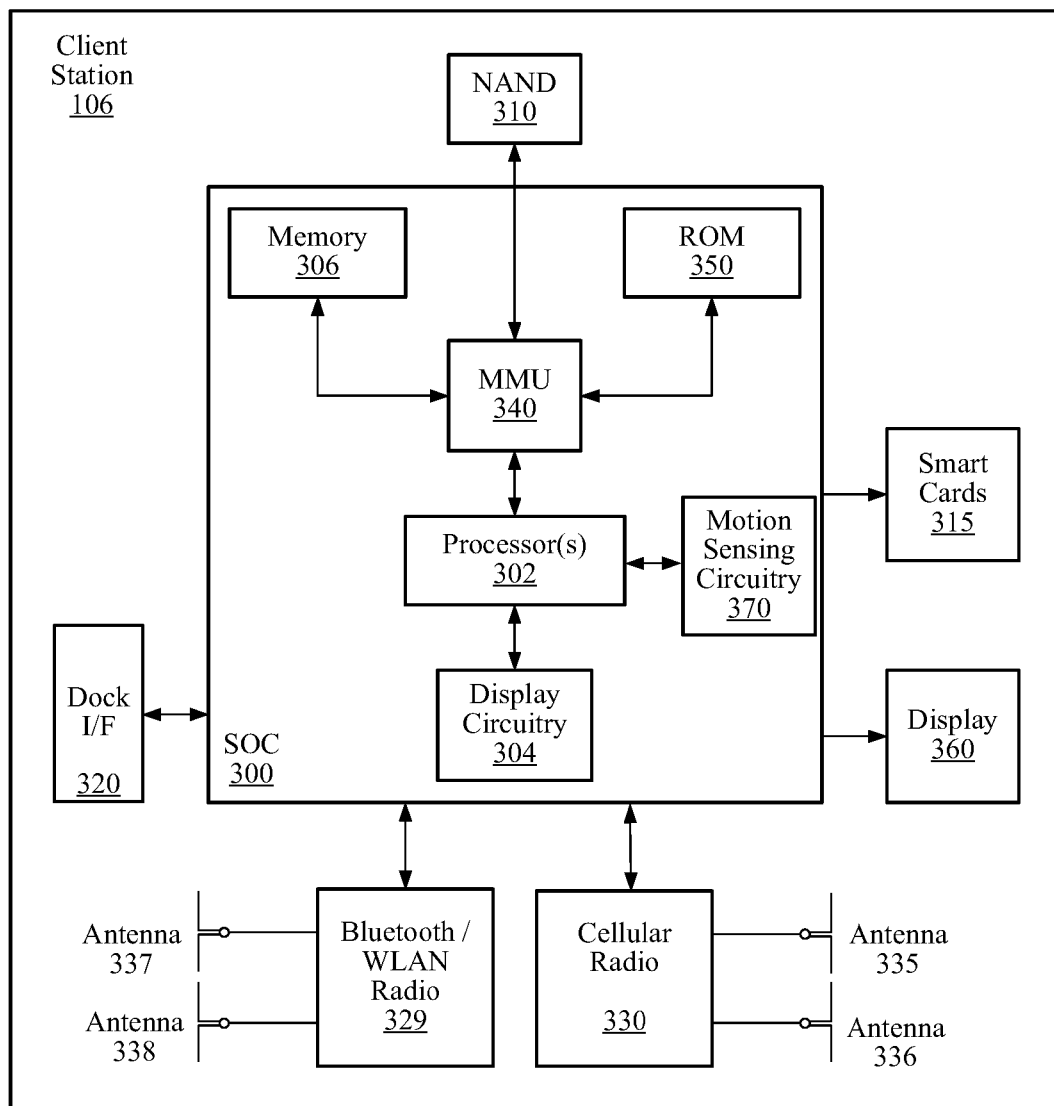 Client
Station
106
NAND
310
Memory
306
ROM
350
MMU
340
Smart
Cards
315
Processor(s)
302
Motion
Sensing
Circuitry
370
Dock
I/F
320
Display
Circuitry
304
SOC
300
Display
360
Antenna
337
Bluetooth /
WLAN
Radio
329
Cellular
Radio
330
Antenna
335
Antenna
338
Antenna
336